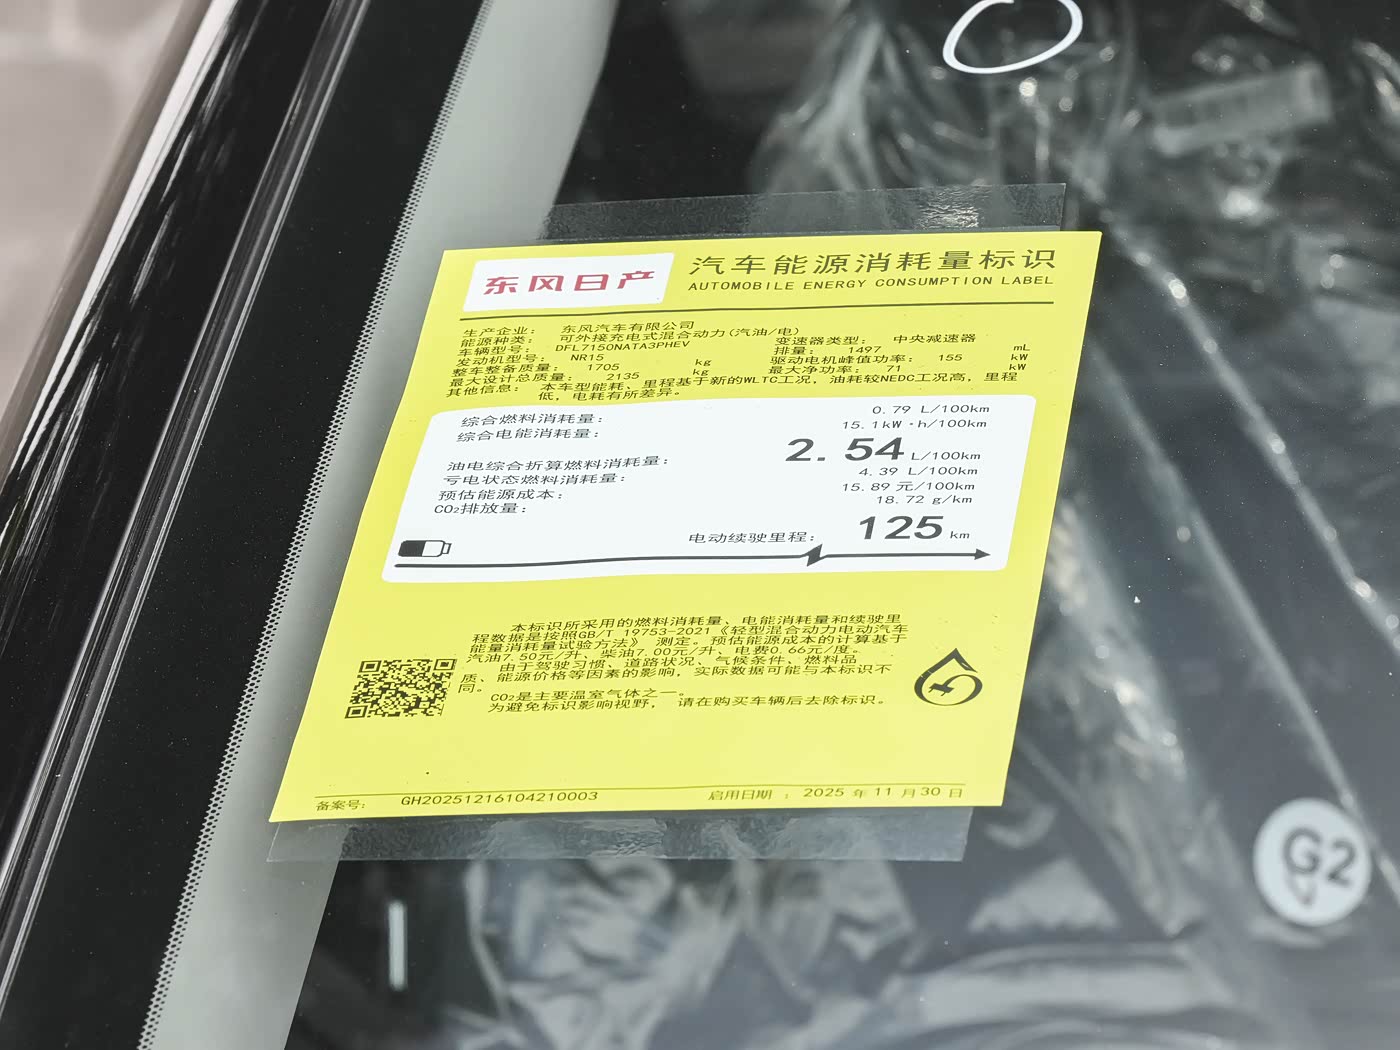 东风日产
汽车能源消耗量标识
AUTOMOBILE ENERGY CONSUMPTION LABEL
生产企业: 东风汽车有限公司
能源种类: 可外接充电式混合动力(汽油/电)
车辆型号: DFL7150NATA3PHEV 变速器类型: 中央减速器
发动机型号: NR15 排量: 1497 mL
整车整备质量: 1705 kg 驱动电机峰值功率: 155 kW
最大设计总质量: 2135 kg 最大净功率: 71 kW
其他信息: 本车型能耗、里程基于新的WLTC工况,油耗较NEDC工况高,里程
低,电耗有所差异。
综合燃料消耗量: 0.79 L/100km
综合电能消耗量: 15.1kW·h/100km
油电综合折算燃料消耗量: 2.54 L/100km
亏电状态燃料消耗量: 4.39 L/100km
预估能源成本: 15.89 元/100km
CO₂排放量: 18.72 g/km
电动续驶里程: 125 km
本标识所采用的燃料消耗量、电能消耗量和续驶里
程数据是按照GB/T 19753-2021《轻型混合动力电动汽车
能量消耗量试验方法》 测定。预估能源成本的计算基于
汽油7.50元/升、柴油7.00元/升、电费0.66元/度。
由于驾驶习惯、道路状况、气候条件、燃料品
质、能源价格等因素的影响,实际数据可能与本标识不
同。
CO₂是主要温室气体之一。
为避免标识影响视野, 请在购买车辆后去除标识。
备案号: GH20251216104210003 启用日期 : 2025 年 11 月 30 日
G2